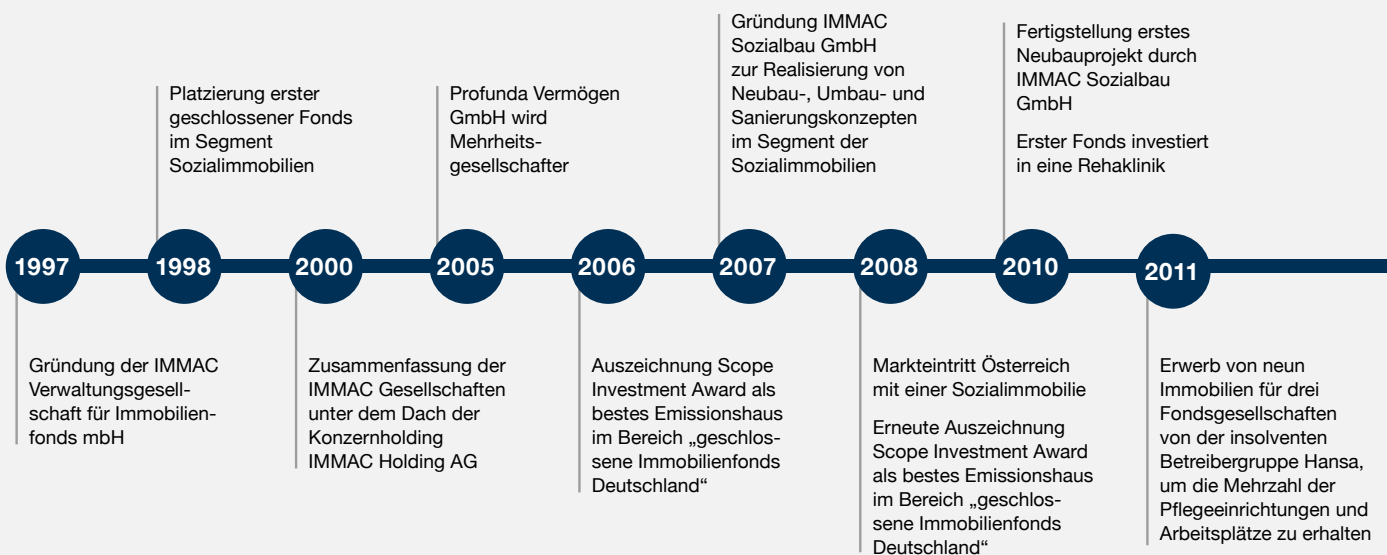 1997
Gründung der IMMAC
Verwaltungsgesell-
schaft für Immobilien-
fonds mbH
1998
Platzierung erster
geschlossener Fonds
im Segment
Sozialimmobilien
2000
Zusammenfassung der
IMMAC Gesellschaften
unter dem Dach der
Konzernholding
IMMAC Holding AG
2005
Profunda Vermögen
GmbH wird
Mehrheits-
gesellschafter
2006
Auszeichnung Scope
Investment Award als
bestes Emissionshaus
im Bereich „geschlos-
sene Immobilienfonds
Deutschland“
2007
Gründung IMMAC
Sozialbau GmbH
zur Realisierung von
Neubau-, Umbau- und
Sanierungskonzepten
im Segment der
Sozialimmobilien
2008
Markteintritt Österreich
mit einer Sozialimmobilie
Erneute Auszeichnung
Scope Investment Award
als bestes Emissionshaus
im Bereich „geschlos-
sene Immobilienfonds
Deutschland“
2010
Fertigstellung erstes
Neubauprojekt durch
IMMAC Sozialbau
GmbH
Erster Fonds investiert
in eine Rehaklinik
2011
Erwerb von neun
Immobilien für drei
Fondsgesellschaften
von der insolventen
Betreibergruppe Hansa,
um die Mehrzahl der
Pflegeeinrichtungen und
Arbeitsplätze zu erhalten